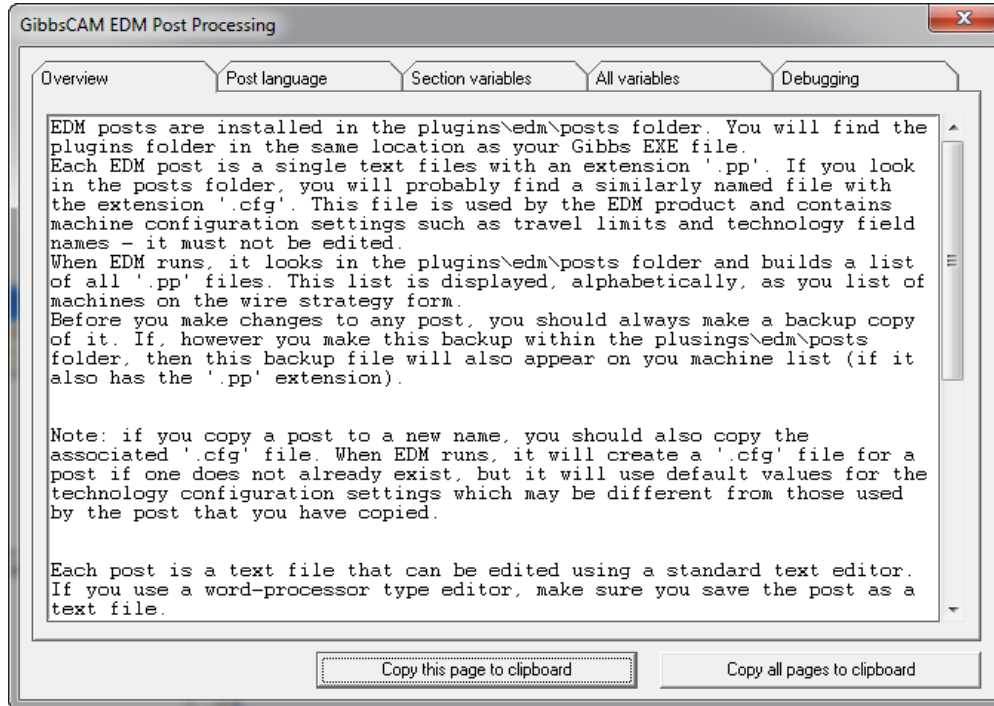 GibbsCAM EDM Post Processing
Overview
Post language
Section variables
All variables
Debugging
EDM posts are installed in the plugins\edm\posts folder. You will find the
plugins folder in the same location as your Gibbs EXE file.
Each EDM post is a single text files with an extension '.pp'. If you look
in the posts folder, you will probably find a similarly named file with
the extension '.cfg'. This file is used by the EDM product and contains
machine configuration settings such as travel limits and technology field
names - it must not be edited.
When EDM runs, it looks in the plugins\edm\posts folder and builds a list
of all '.pp' files. This list is displayed, alphabetically, as you list of
machines on the wire strategy form.
Before you make changes to any post, you should always make a backup copy
of it. If, however you make this backup within the plusings\edm\posts
folder, then this backup file will also appear on you machine list (if it
also has the '.pp' extension).
Note: if you copy a post to a new name, you should also copy the
associated '.cfg' file. When EDM runs, it will create a '.cfg' file for a
post if one does not already exist, but it will use default values for the
technology configuration settings which may be different from those used
by the post that you have copied.
Each post is a text file that can be edited using a standard text editor.
If you use a word-processor type editor, make sure you save the post as a
text file.
Copy this page to clipboard
Copy all pages to clipboard